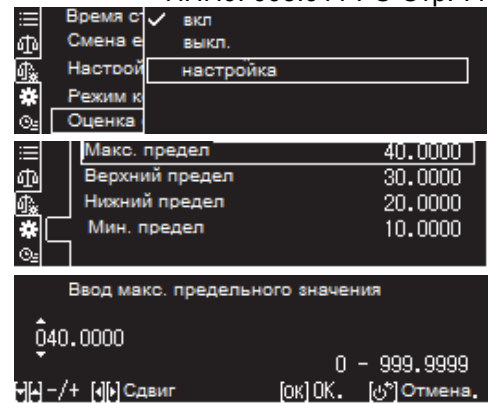 Время с вкл
Смена е выкл.
Настрой настройка
Режим к
Оценка
Макс. предел 40.0000
Верхний предел 30.0000
Нижний предел 20.0000
Мин. предел 10.0000
Ввод макс. предельного значения
040.0000
0 - 999.9999
-/+ Сдвиг [OK] OK. Отмена.